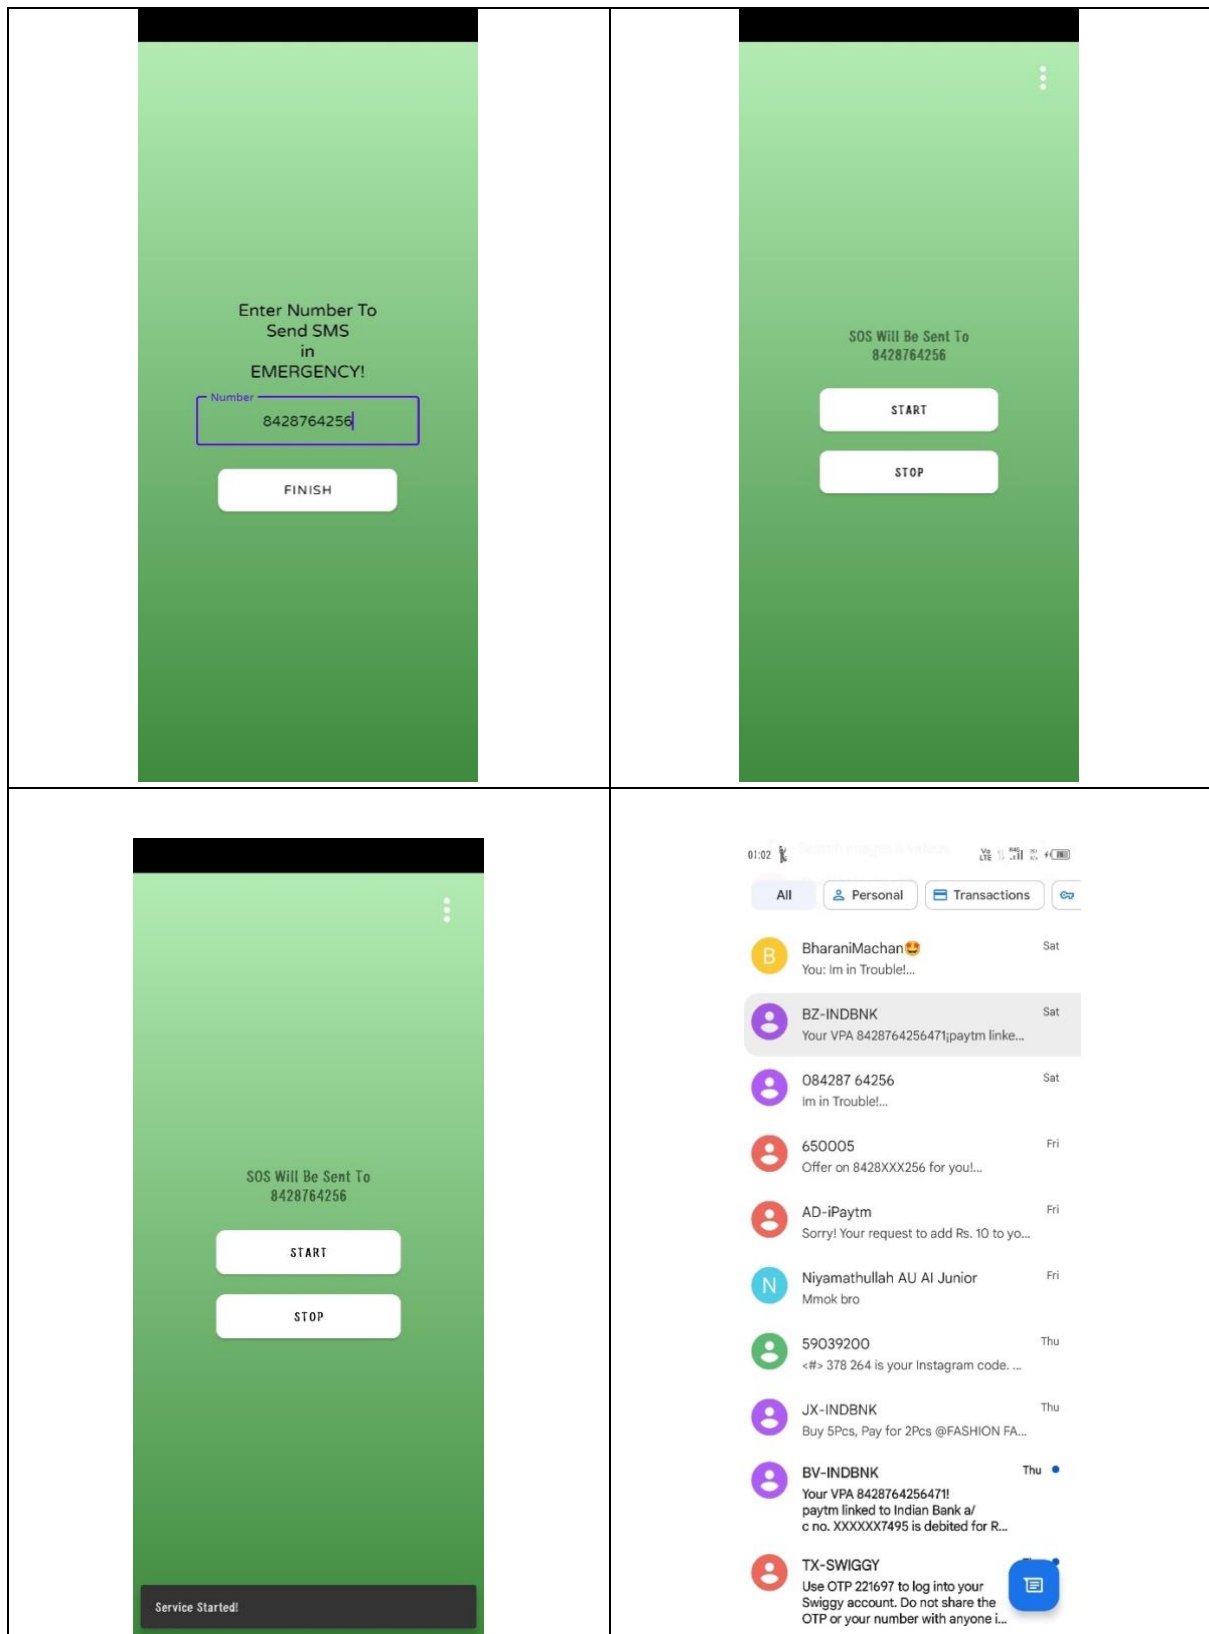 Enter Number To
Send SMS
in
EMERGENCY!
Number
8428764256
FINISH
SOS Will Be Sent To
8428764256
START
STOP
SOS Will Be Sent To
8428764256
START
STOP
Service Started!
01:02
Vo
LTE
All
Personal
Transactions
B
BharaniMachan🤩
Sat
You: Im in Trouble!...
BZ-INDBNK
Sat
Your VPA 8428764256471¡paytm linke...
084287 64256
Sat
Im in Trouble!...
650005
Fri
Offer on 8428XXX256 for you!...
AD-iPaytm
Fri
Sorry! Your request to add Rs. 10 to yo...
N
Niyamathullah AU AI Junior
Fri
Mmok bro
59039200
Thu
<#> 378 264 is your Instagram code. ...
JX-INDBNK
Thu
Buy 5Pcs, Pay for 2Pcs @FASHION FA...
BV-INDBNK
Thu
Your VPA 8428764256471!
paytm linked to Indian Bank a/
c no. XXXXXX7495 is debited for R...
TX-SWIGGY
Use OTP 221697 to log into your
Swiggy account. Do not share the
OTP or your number with anyone i...